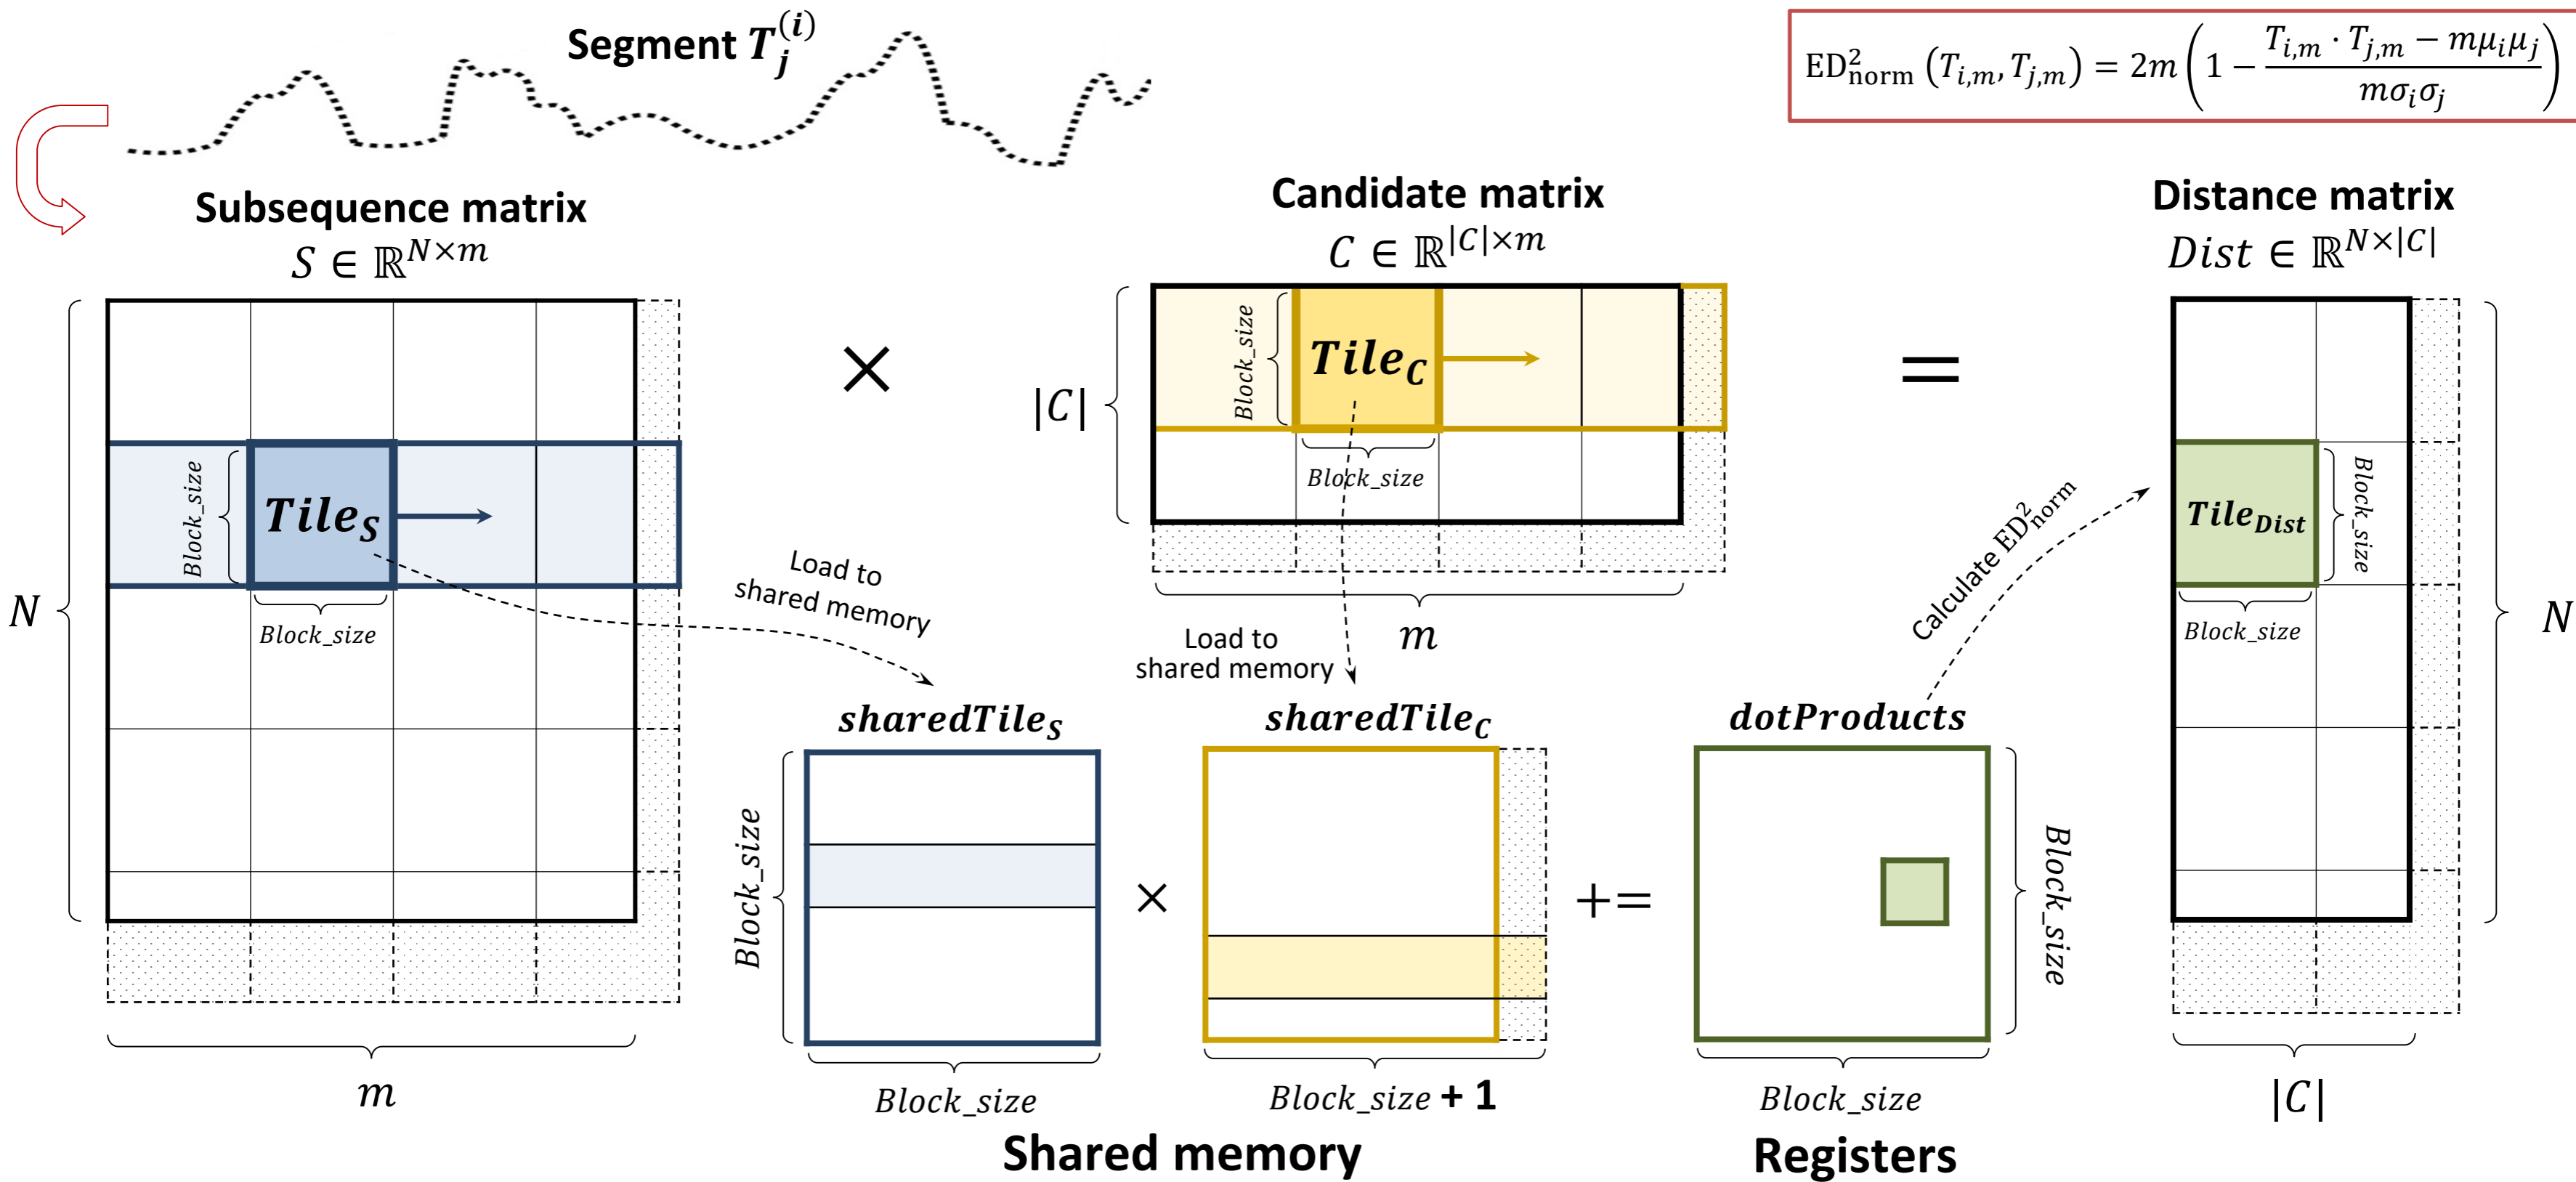 Segment T_j^(i)
ED²_norm (T_{i,m}, T_{j,m}) = 2m (1 − (T_{i,m} · T_{j,m} − mμ_iμ_j) / (mσ_iσ_j))
Subsequence matrix
S ∈ ℝ^{N×m}
Candidate matrix
C ∈ ℝ^{|C|×m}
Distance matrix
Dist ∈ ℝ^{N×|C|}
N
Block_size
Tile_S
Block_size
m
×
|C|
Block_size
Tile_C
Block_size
m
=
Tile_Dist
Block_size
Block_size
N
|C|
Load to
shared memory
Load to
shared memory
Calculate ED²_norm
sharedTile_S
Block_size
Block_size
×
sharedTile_C
Block_size + 1
+=
dotProducts
Block_size
Block_size
Shared memory
Registers